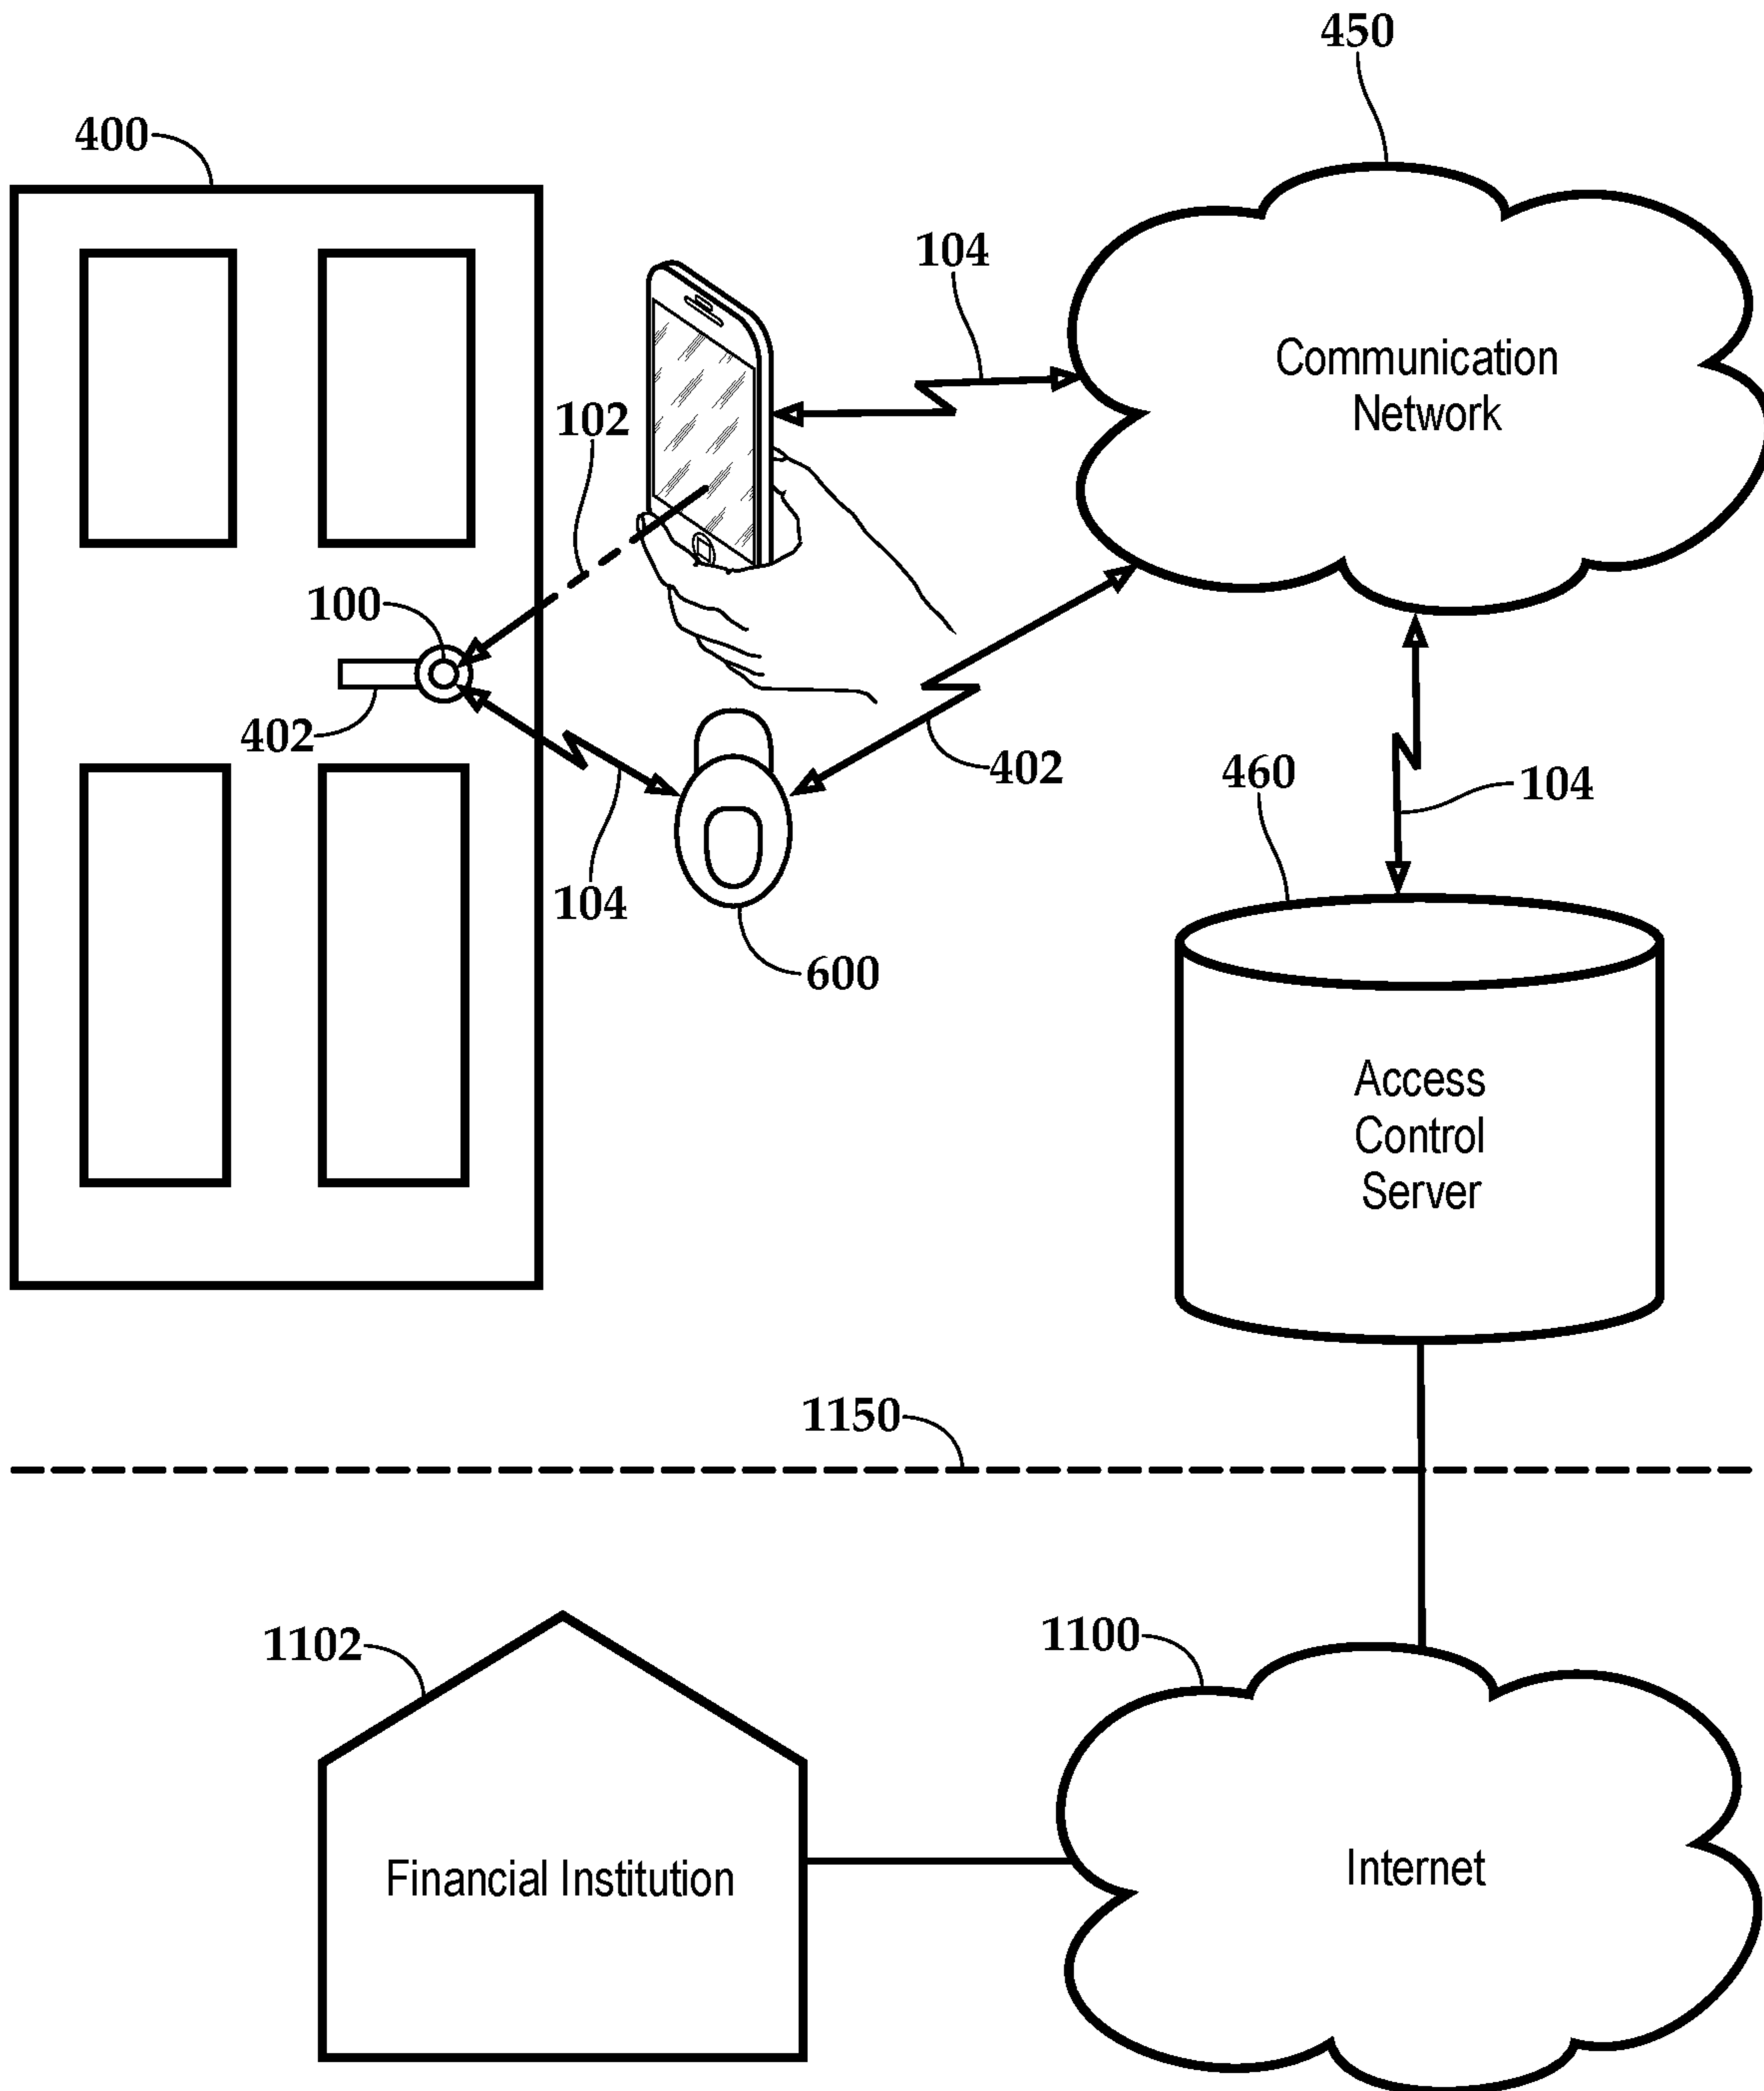 450
400
104
Communication
Network
102
100
402
402
460
104
104
600
Access
Control
Server
1150
1102
1100
Financial Institution
Internet